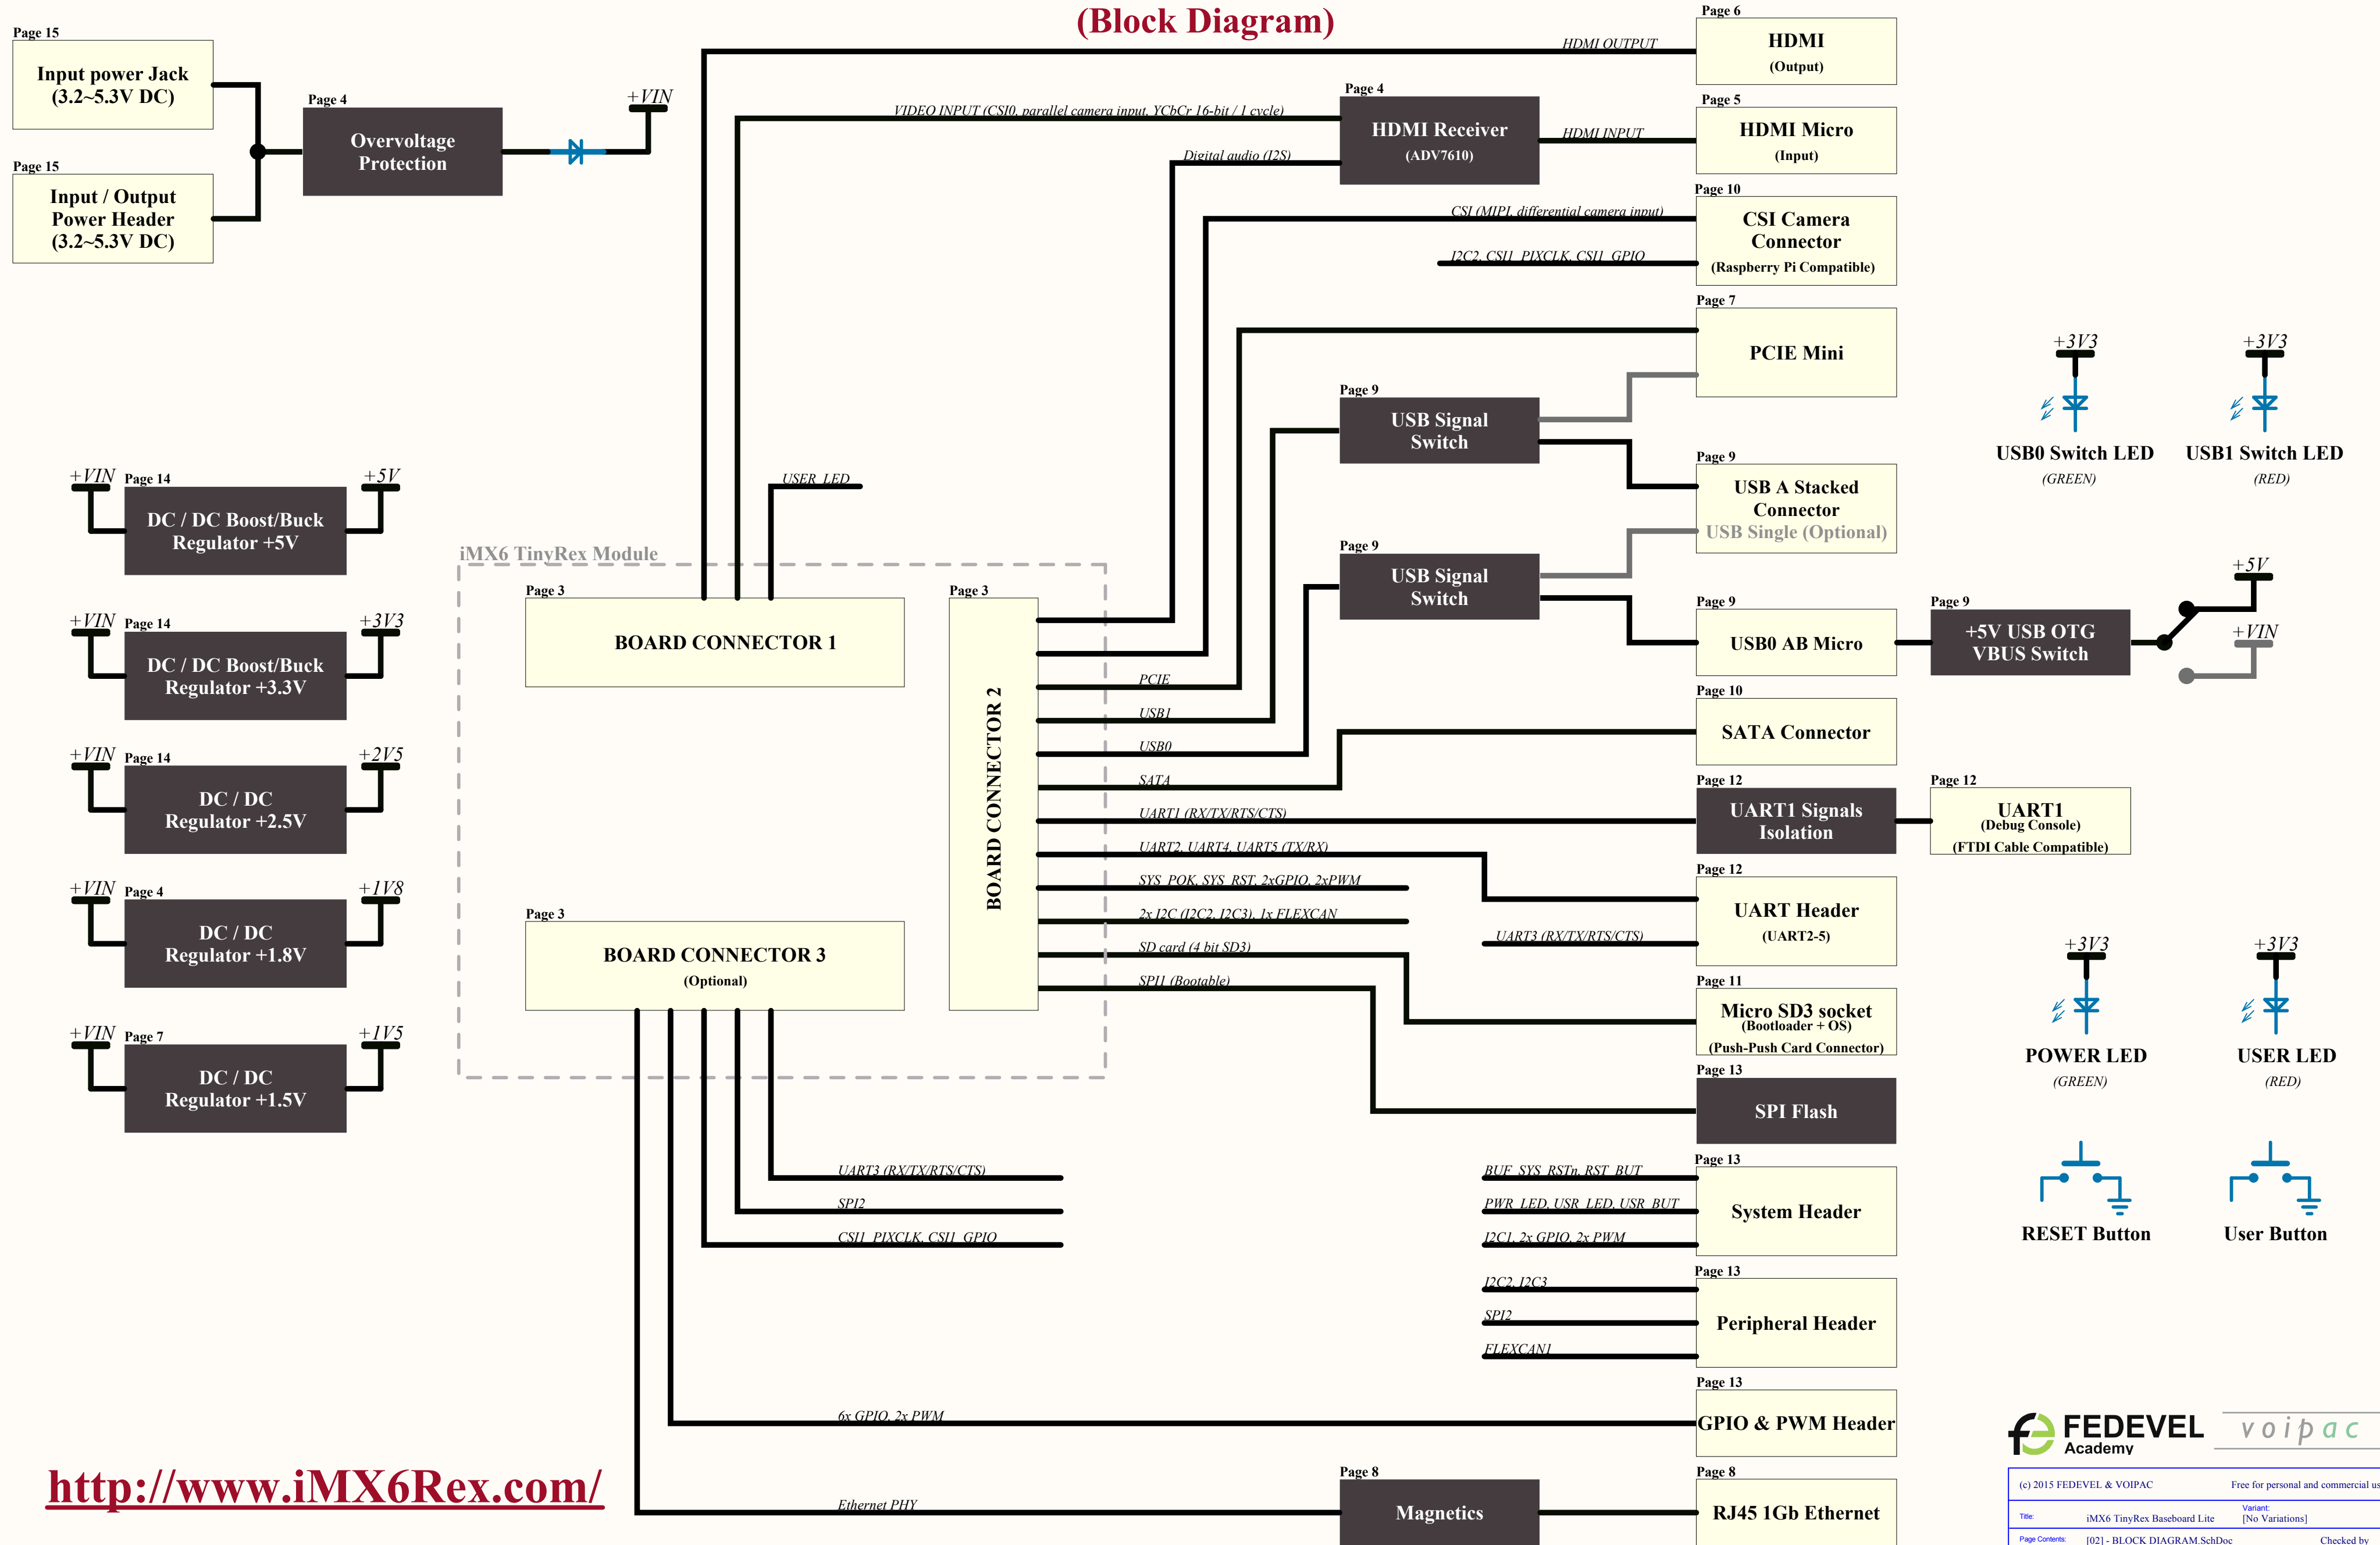 (Block Diagram)
Page 15
Input power Jack
(3.2~5.3V DC)
Page 15
Input / Output
Power Header
(3.2~5.3V DC)
Page 4
Overvoltage
Protection
+VIN
HDMI OUTPUT
Page 6
HDMI
(Output)
VIDEO INPUT (CSI0, parallel camera input, YCbCr 16-bit / 1 cycle)
Digital audio (I2S)
Page 4
HDMI Receiver
(ADV7610)
HDMI INPUT
Page 5
HDMI Micro
(Input)
CSI (MIPI, differential camera input)
I2C2, CSI1_PIXCLK, CSI1_GPIO
Page 10
CSI Camera
Connector
(Raspberry Pi Compatible)
Page 7
PCIE Mini
Page 9
USB Signal
Switch
Page 9
USB A Stacked
Connector
USB Single (Optional)
Page 9
USB Signal
Switch
Page 9
USB0 AB Micro
Page 9
+5V USB OTG
VBUS Switch
+5V
+VIN
+3V3
USB0 Switch LED
(GREEN)
+3V3
USB1 Switch LED
(RED)
+VIN
Page 14
+5V
DC / DC Boost/Buck
Regulator +5V
+VIN
Page 14
+3V3
DC / DC Boost/Buck
Regulator +3.3V
+VIN
Page 14
+2V5
DC / DC
Regulator +2.5V
+VIN
Page 4
+1V8
DC / DC
Regulator +1.8V
+VIN
Page 7
+1V5
DC / DC
Regulator +1.5V
USER_LED
iMX6 TinyRex Module
Page 3
BOARD CONNECTOR 1
Page 3
BOARD CONNECTOR 2
Page 3
BOARD CONNECTOR 3
(Optional)
PCIE
USB1
USB0
SATA
UART1 (RX/TX/RTS/CTS)
UART2, UART4, UART5 (TX/RX)
SYS_POK, SYS_RST, 2xGPIO, 2xPWM
2x I2C (I2C2, I2C3), 1x FLEXCAN
SD card (4 bit SD3)
SPI1 (Bootable)
Page 10
SATA Connector
Page 12
UART1 Signals
Isolation
Page 12
UART1
(Debug Console)
(FTDI Cable Compatible)
Page 12
UART Header
(UART2-5)
UART3 (RX/TX/RTS/CTS)
Page 11
Micro SD3 socket
(Bootloader + OS)
(Push-Push Card Connector)
Page 13
SPI Flash
+3V3
POWER LED
(GREEN)
+3V3
USER LED
(RED)
RESET Button
User Button
UART3 (RX/TX/RTS/CTS)
SPI2
CSI1_PIXCLK, CSI1_GPIO
BUF_SYS_RSTn, RST_BUT
PWR_LED, USR_LED, USR_BUT
I2C1, 2x GPIO, 2x PWM
Page 13
System Header
I2C2, I2C3
SPI2
FLEXCAN1
Page 13
Peripheral Header
6x GPIO, 2x PWM
Page 13
GPIO & PWM Header
Ethernet PHY
Page 8
Magnetics
Page 8
RJ45 1Gb Ethernet
http://www.iMX6Rex.com/
FEDEVEL
Academy
voipac
(c) 2015 FEDEVEL & VOIPAC
Free for personal and commercial us
Title:
iMX6 TinyRex Baseboard Lite
Variant:
[No Variations]
Page Contents:
[02] - BLOCK DIAGRAM.SchDoc
Checked by